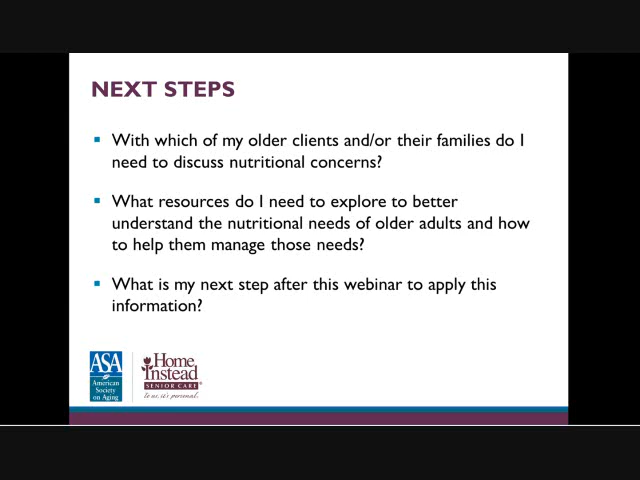 NEXT STEPS
With which of my older clients and/or their families do I
need to discuss nutritional concerns?
What resources do I need to explore to better
understand the nutritional needs of older adults and how
to help them manage those needs?
What is my next step after this webinar to apply this
information?
ASA
American
Society
on Aging
Home
Instead
SENIOR CARE®
to us, it's personal.